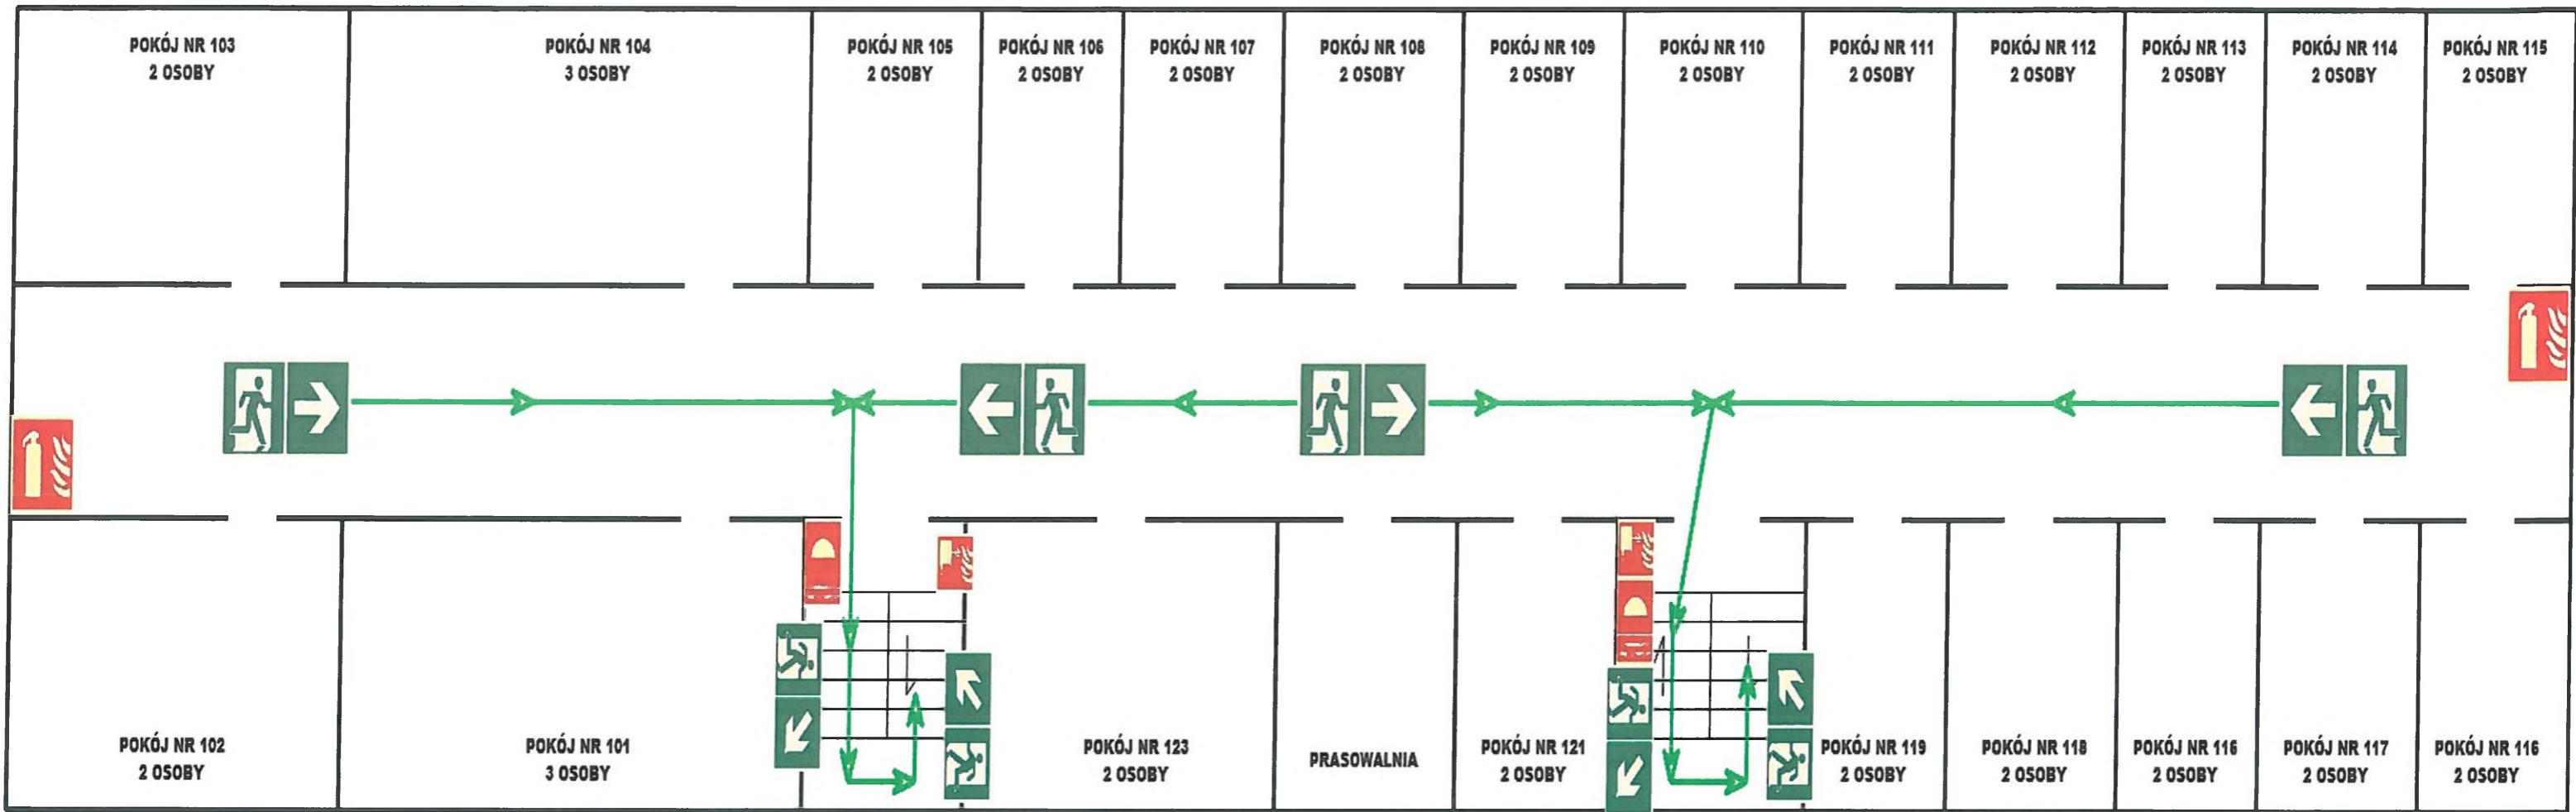 POKÓJ NR 103
2 OSOBY
POKÓJ NR 104
3 OSOBY
POKÓJ NR 105
2 OSOBY
POKÓJ NR 106
2 OSOBY
POKÓJ NR 107
2 OSOBY
POKÓJ NR 108
2 OSOBY
POKÓJ NR 109
2 OSOBY
POKÓJ NR 110
2 OSOBY
POKÓJ NR 111
2 OSOBY
POKÓJ NR 112
2 OSOBY
POKÓJ NR 113
2 OSOBY
POKÓJ NR 114
2 OSOBY
POKÓJ NR 115
2 OSOBY
POKÓJ NR 102
2 OSOBY
POKÓJ NR 101
3 OSOBY
POKÓJ NR 123
2 OSOBY
PRASOWALNIA
POKÓJ NR 121
2 OSOBY
POKÓJ NR 119
2 OSOBY
POKÓJ NR 118
2 OSOBY
POKÓJ NR 116
2 OSOBY
POKÓJ NR 117
2 OSOBY
POKÓJ NR 116
2 OSOBY